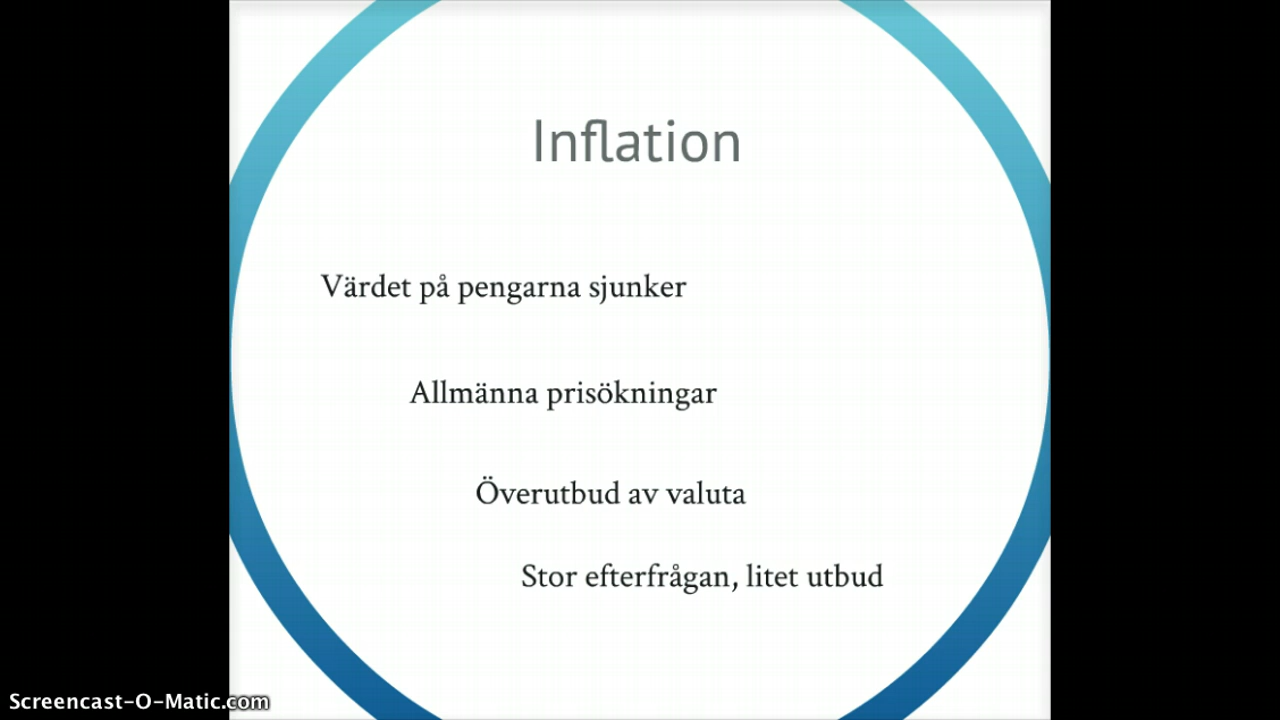 Inflation
Värdet på pengarna sjunker
Allmänna prisökningar
Överutbud av valuta
Stor efterfrågan, litet utbud
Screencast-O-Matic.com